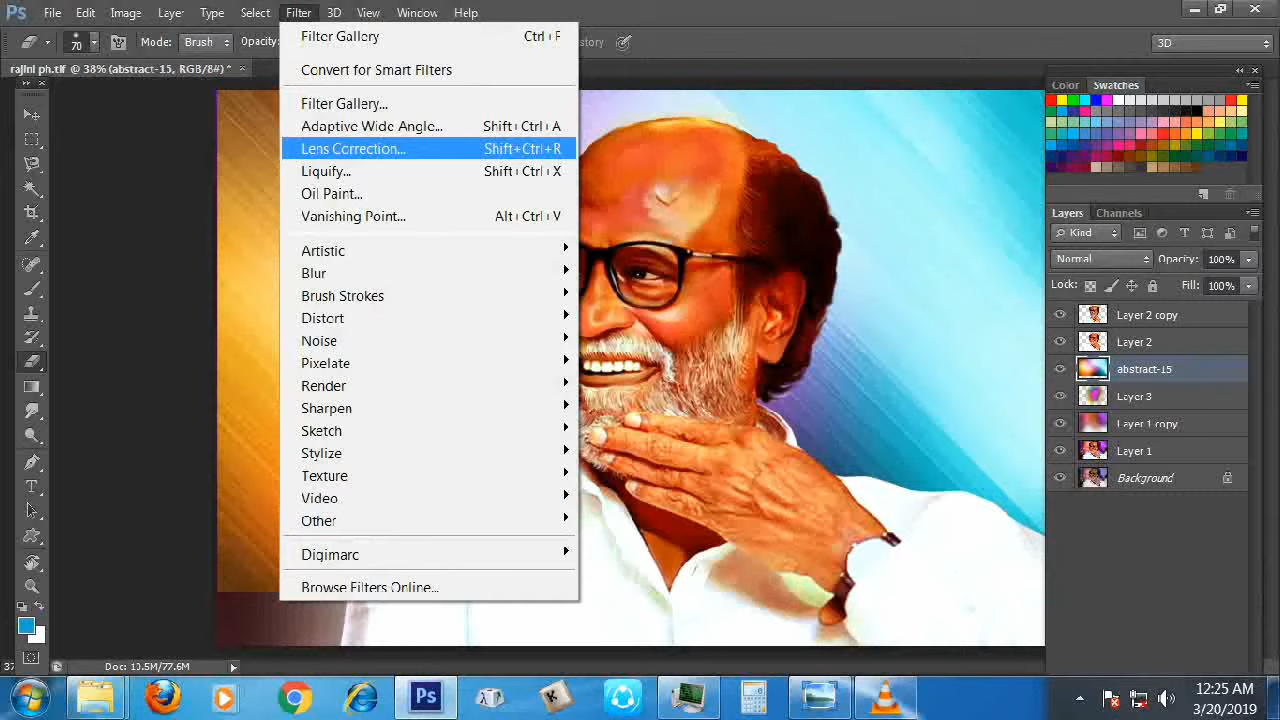 Ps File Edit Image Layer Type Select Filter 3D View Window Help
70 Mode: Brush Opacity: story 3D
rajini ph.tif @ 38% (abstract-15, RGB/8#) * ×
Filter Gallery Ctrl+F
Convert for Smart Filters
Filter Gallery...
Adaptive Wide Angle... Shift+Ctrl+A
Lens Correction... Shift+Ctrl+R
Liquify... Shift+Ctrl+X
Oil Paint...
Vanishing Point... Alt+Ctrl+V
Artistic
Blur
Brush Strokes
Distort
Noise
Pixelate
Render
Sharpen
Sketch
Stylize
Texture
Video
Other
Digimarc
Browse Filters Online...
Color Swatches
Layers Channels
Kind
Normal Opacity: 100%
Lock: Fill: 100%
Layer 2 copy
Layer 2
abstract-15
Layer 3
Layer 1 copy
Layer 1
Background
Doc: 13.5M/77.6M
Ps K
12:25 AM
3/20/2019